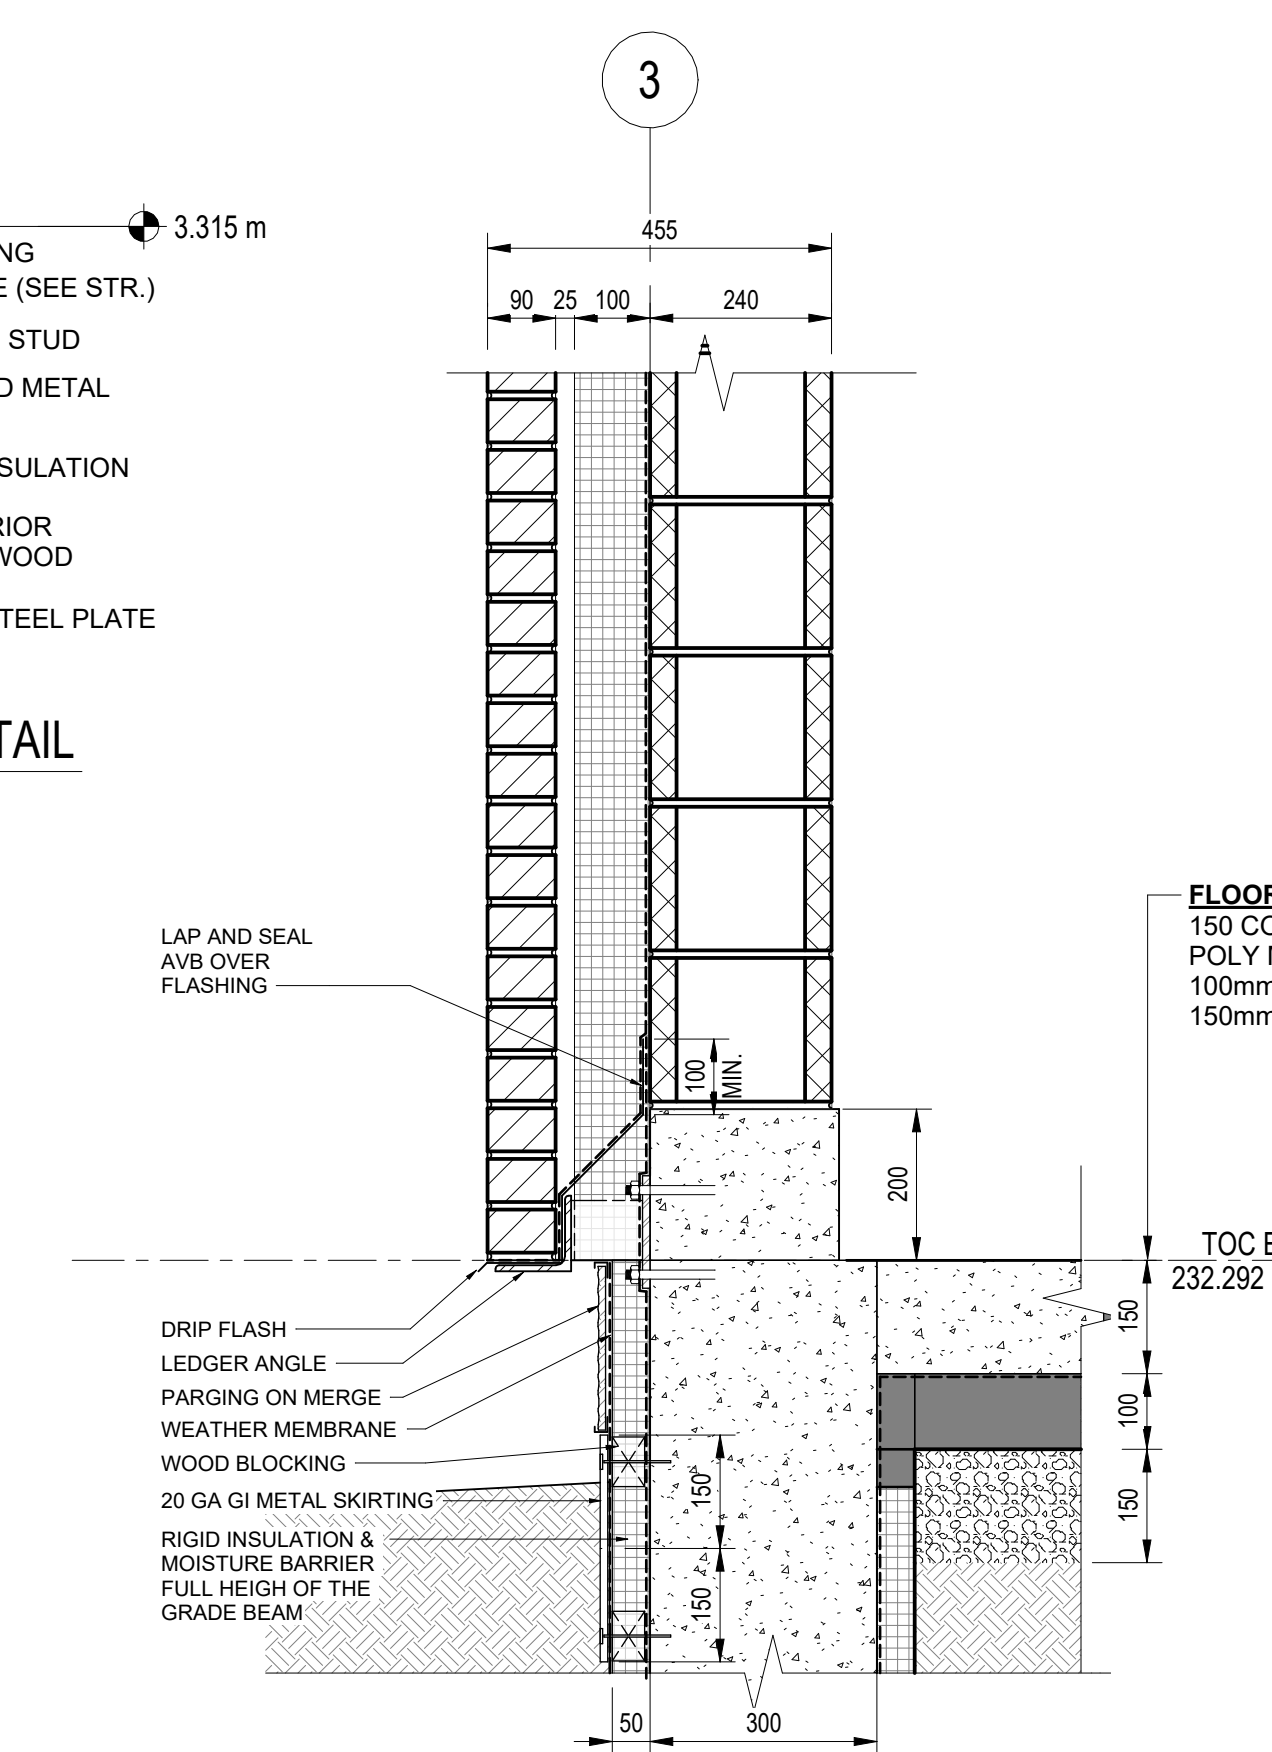 3
3.315 m
NG
E (SEE STR.)
STUD
D METAL
SULATION
RIOR
WOOD
TEEL PLATE
TAIL
455
90 25 100 240
LAP AND SEAL
AVB OVER
FLASHING
100
MIN.
200
FLOOR
150 CO
POLY M
100mm
150mm
TOC E
232.292
150
100
150
DRIP FLASH
LEDGER ANGLE
PARGING ON MERGE
WEATHER MEMBRANE
WOOD BLOCKING
20 GA GI METAL SKIRTING
RIGID INSULATION &
MOISTURE BARRIER
FULL HEIGH OF THE
GRADE BEAM
150
150
50 300